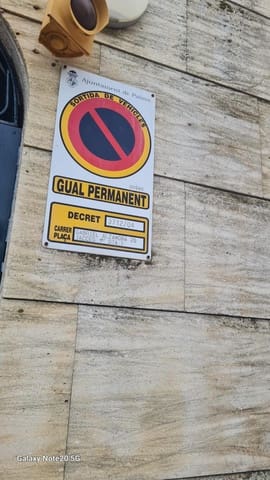 Ajuntament de Palma
SORTIDA DE VEHICLES
GUAL PERMANENT
DECRET
CARRER
PLAÇA
Galaxy Note20 5G